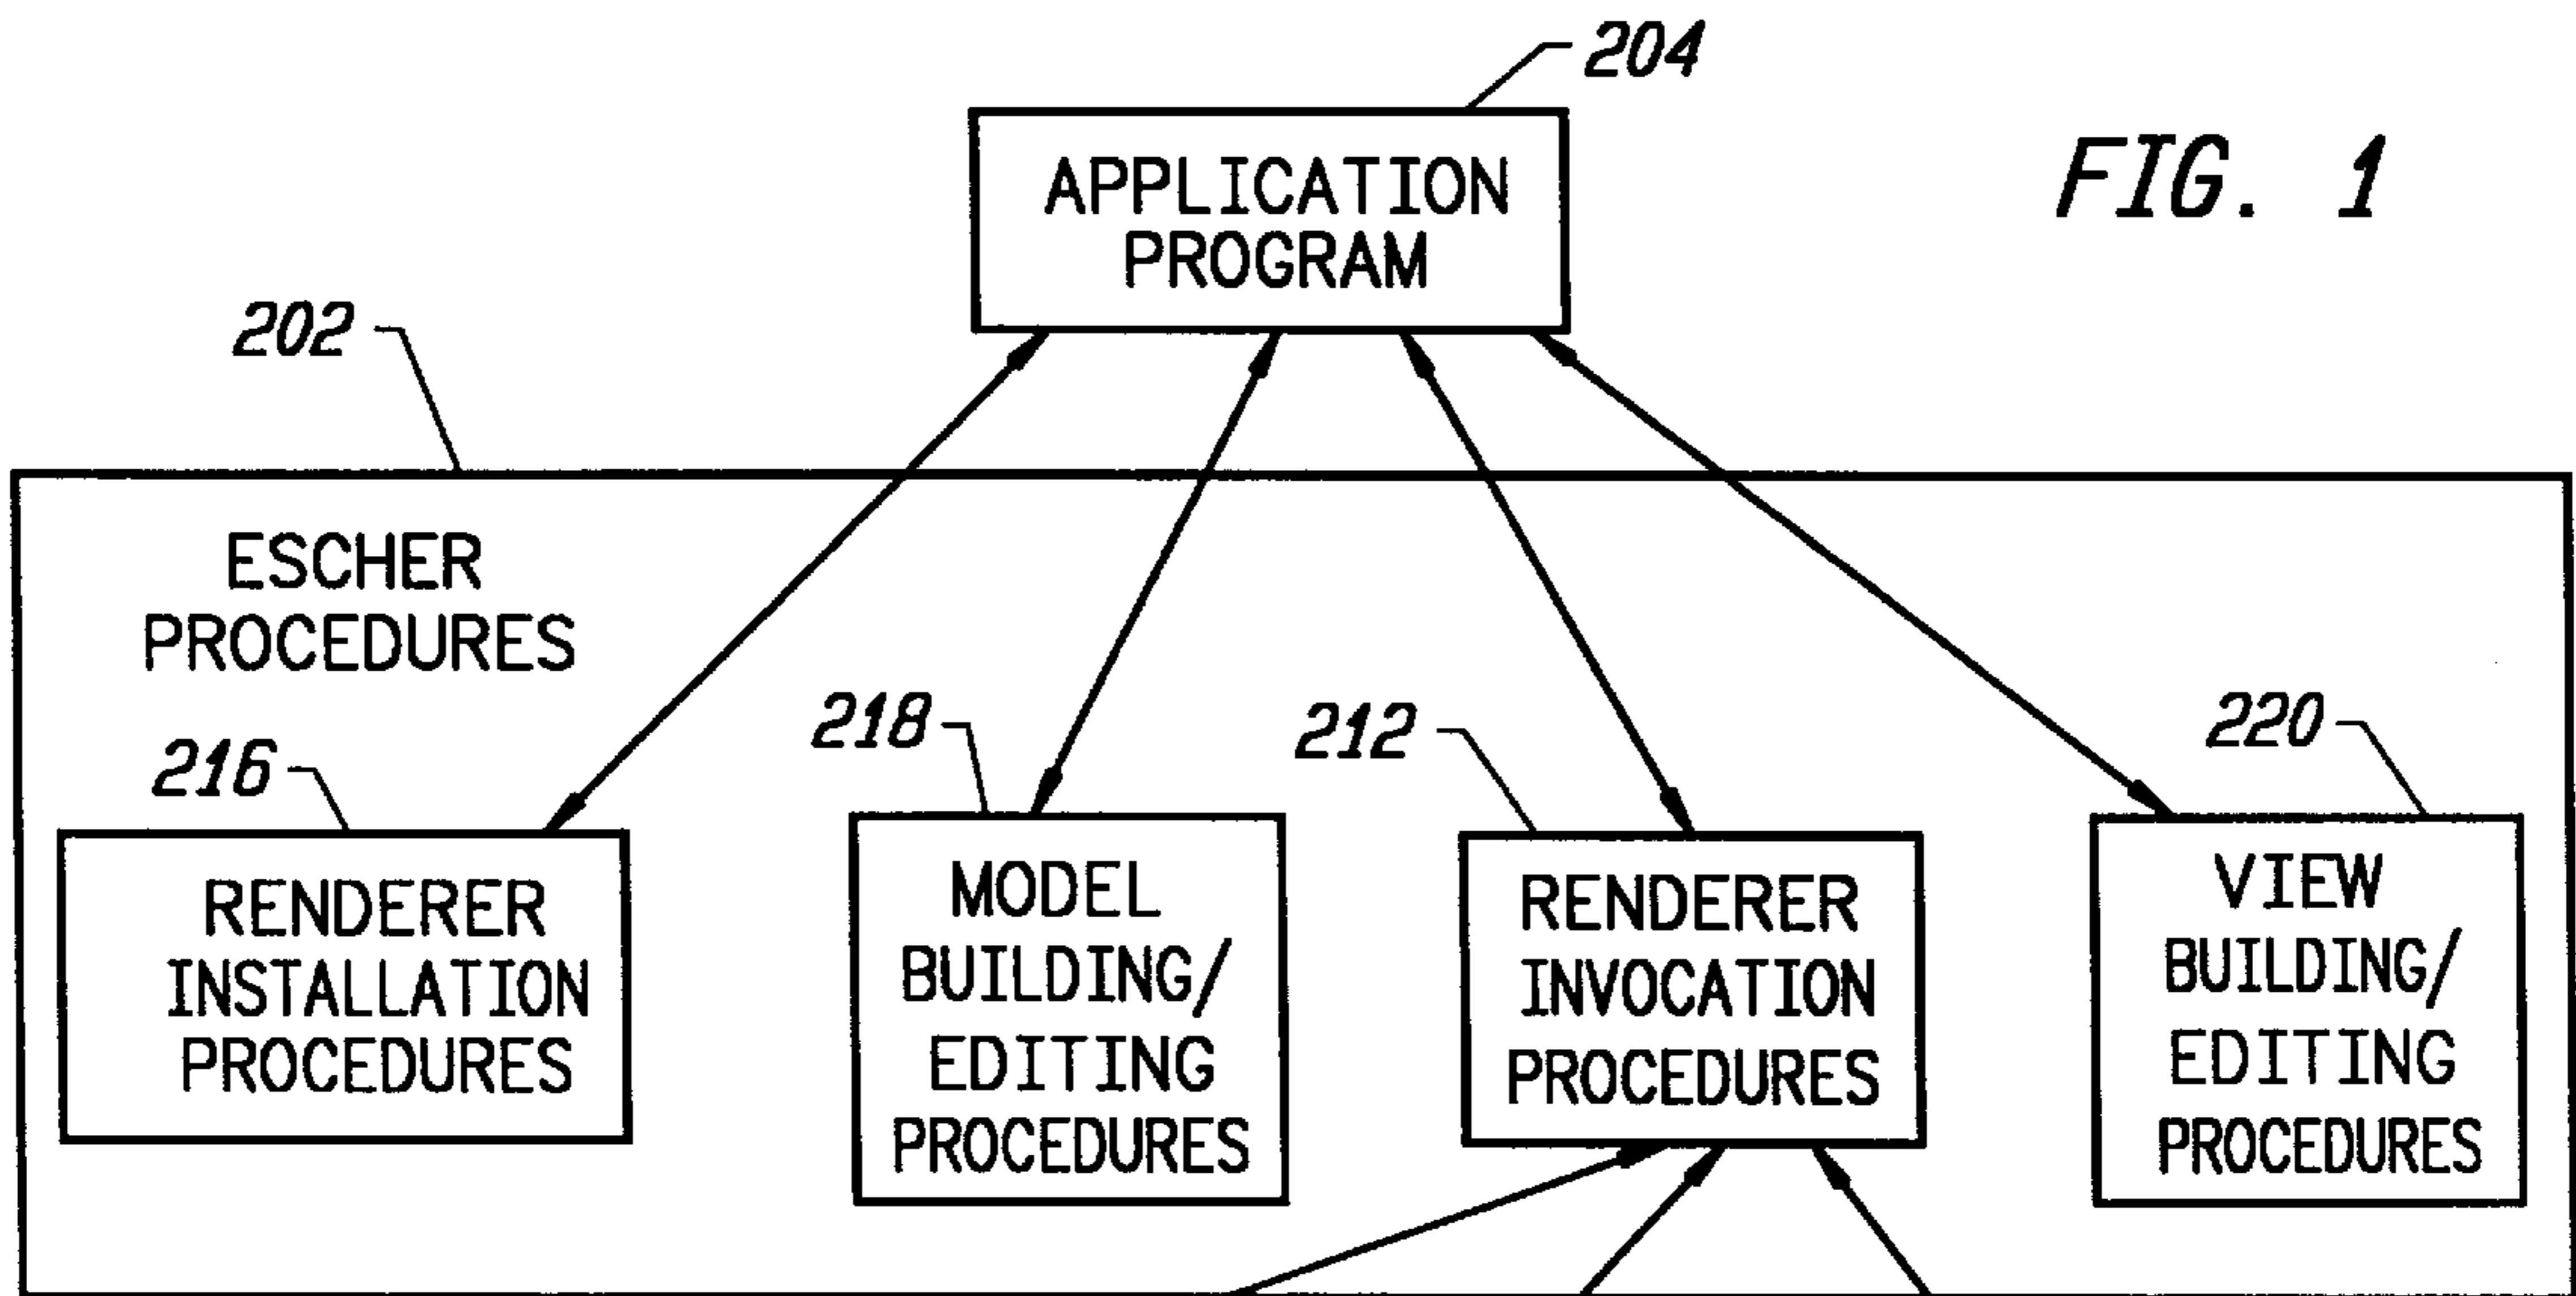 204
APPLICATION
PROGRAM
FIG. 1
202
ESCHER
PROCEDURES
216
RENDERER
INSTALLATION
PROCEDURES
218
MODEL
BUILDING/
EDITING
PROCEDURES
212
RENDERER
INVOCATION
PROCEDURES
220
VIEW
BUILDING/
EDITING
PROCEDURES